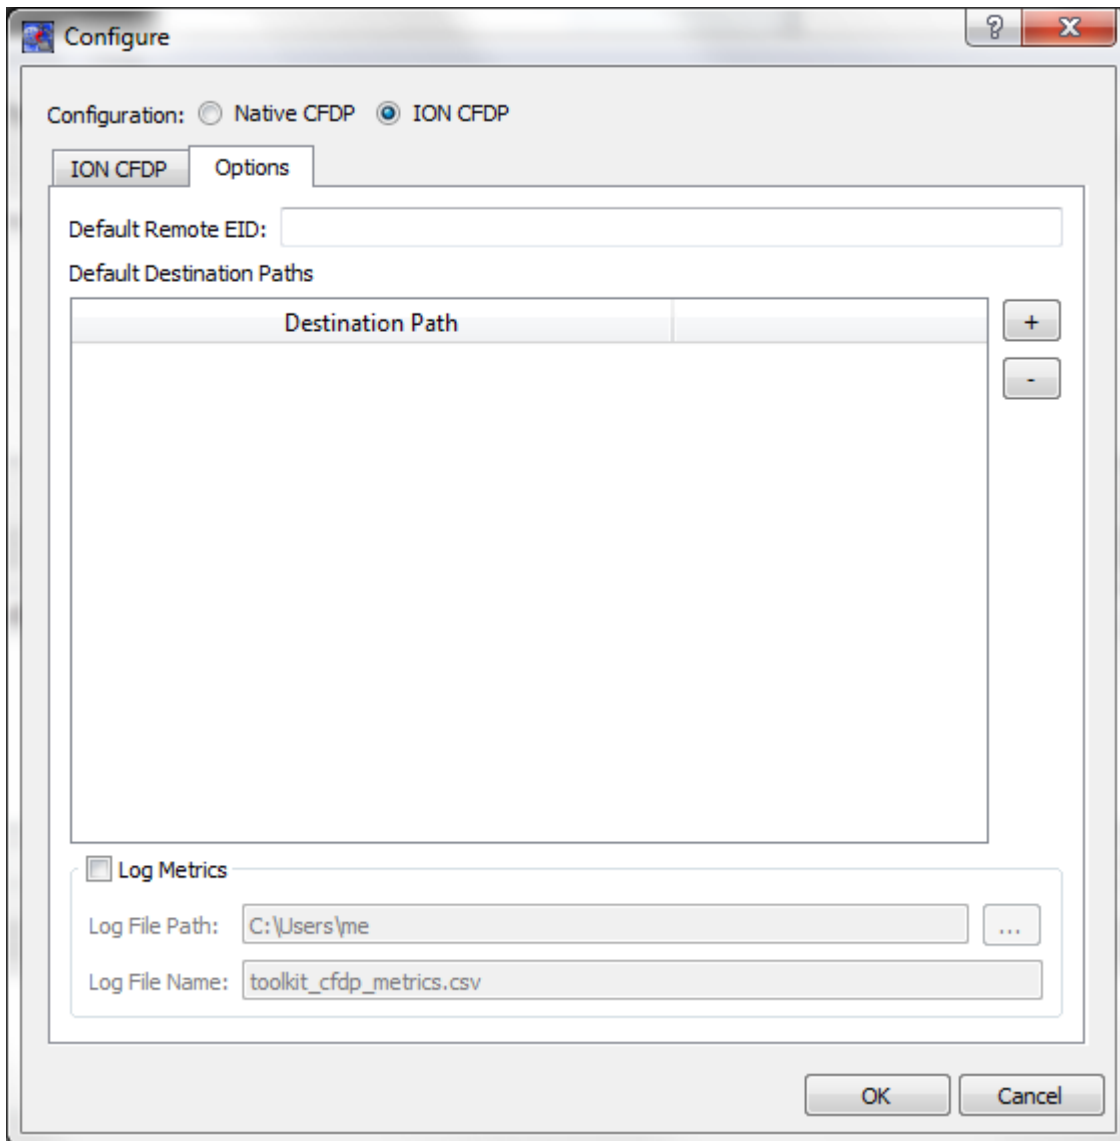 Configure
Configuration: Native CFDP ION CFDP
ION CFDP Options
Default Remote EID:
Default Destination Paths
Destination Path +
-
Log Metrics
Log File Path: C:\Users\me ...
Log File Name: toolkit_cfdp_metrics.csv
OK Cancel